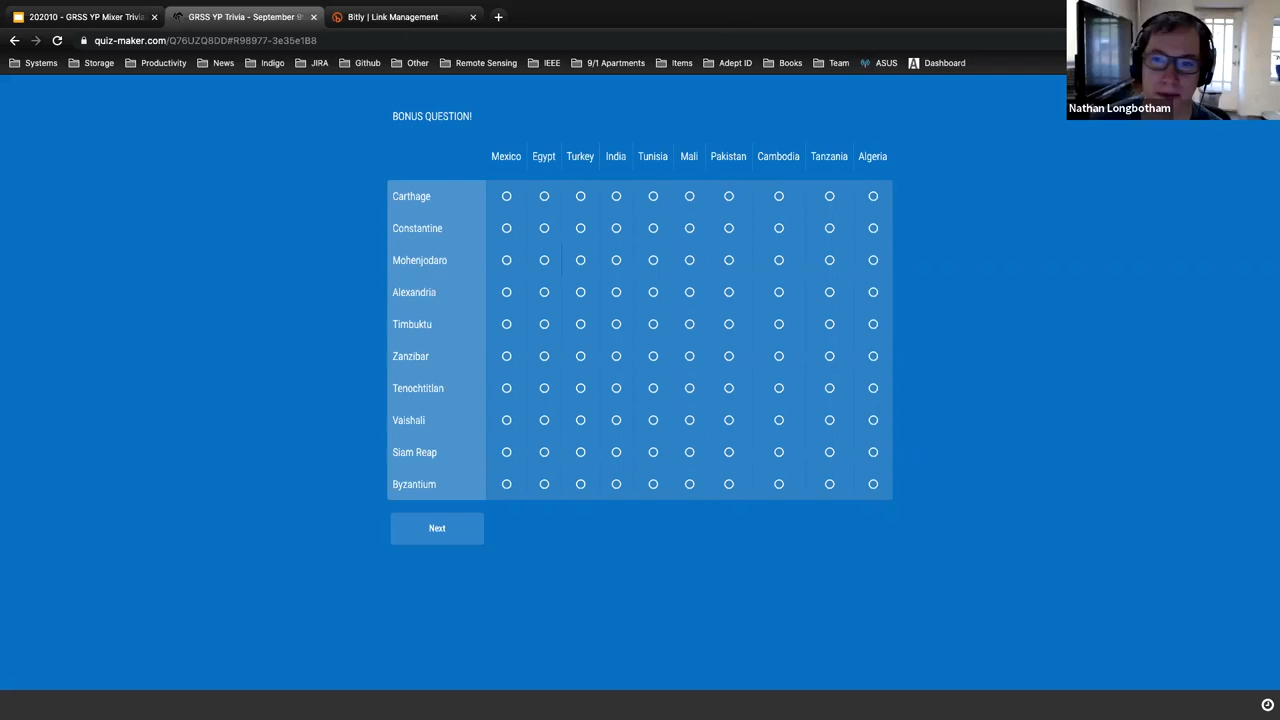 202010 - GRSS YP Mixer Trivia
GRSS YP Trivia - September 9t
Bitly | Link Management
quiz-maker.com/Q76UZQ8DD#R98977-3e35e1B8
Systems Storage Productivity News Indigo JIRA Github Other Remote Sensing IEEE 9/1 Apartments Items Adept ID Books Team ASUS Dashboard
Nathan Longbotham
BONUS QUESTION!
Mexico Egypt Turkey India Tunisia Mali Pakistan Cambodia Tanzania Algeria
Carthage
Constantine
Mohenjodaro
Alexandria
Timbuktu
Zanzibar
Tenochtitlan
Vaishali
Siam Reap
Byzantium
Next